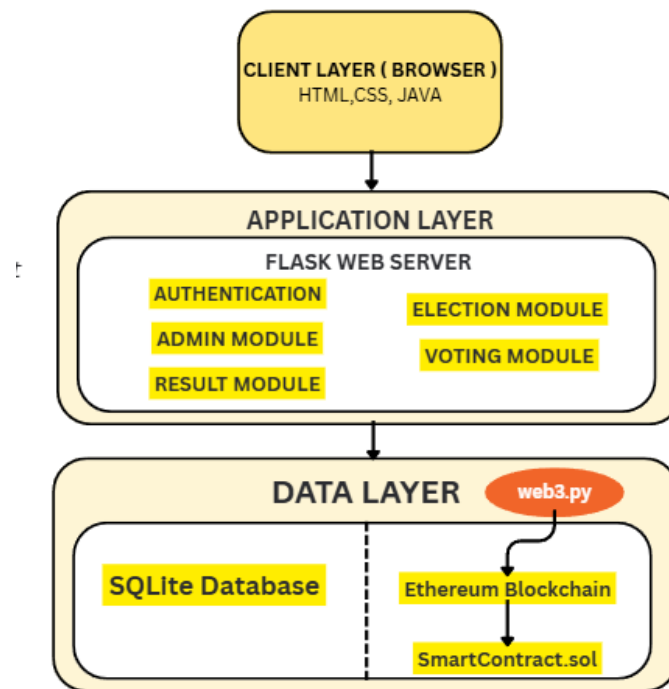 CLIENT LAYER ( BROWSER )
HTML,CSS, JAVA
APPLICATION LAYER
FLASK WEB SERVER
AUTHENTICATION
ADMIN MODULE
RESULT MODULE
ELECTION MODULE
VOTING MODULE
DATA LAYER
web3.py
SQLite Database
Ethereum Blockchain
SmartContract.sol